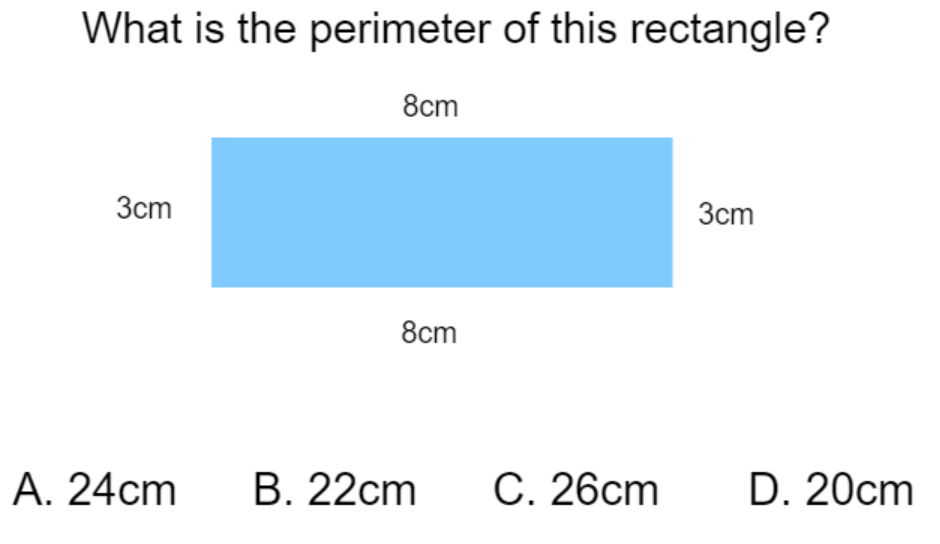 What is the perimeter of this rectangle?
8cm
3cm
3cm
8cm
A. 24cm B. 22cm C. 26cm D. 20cm